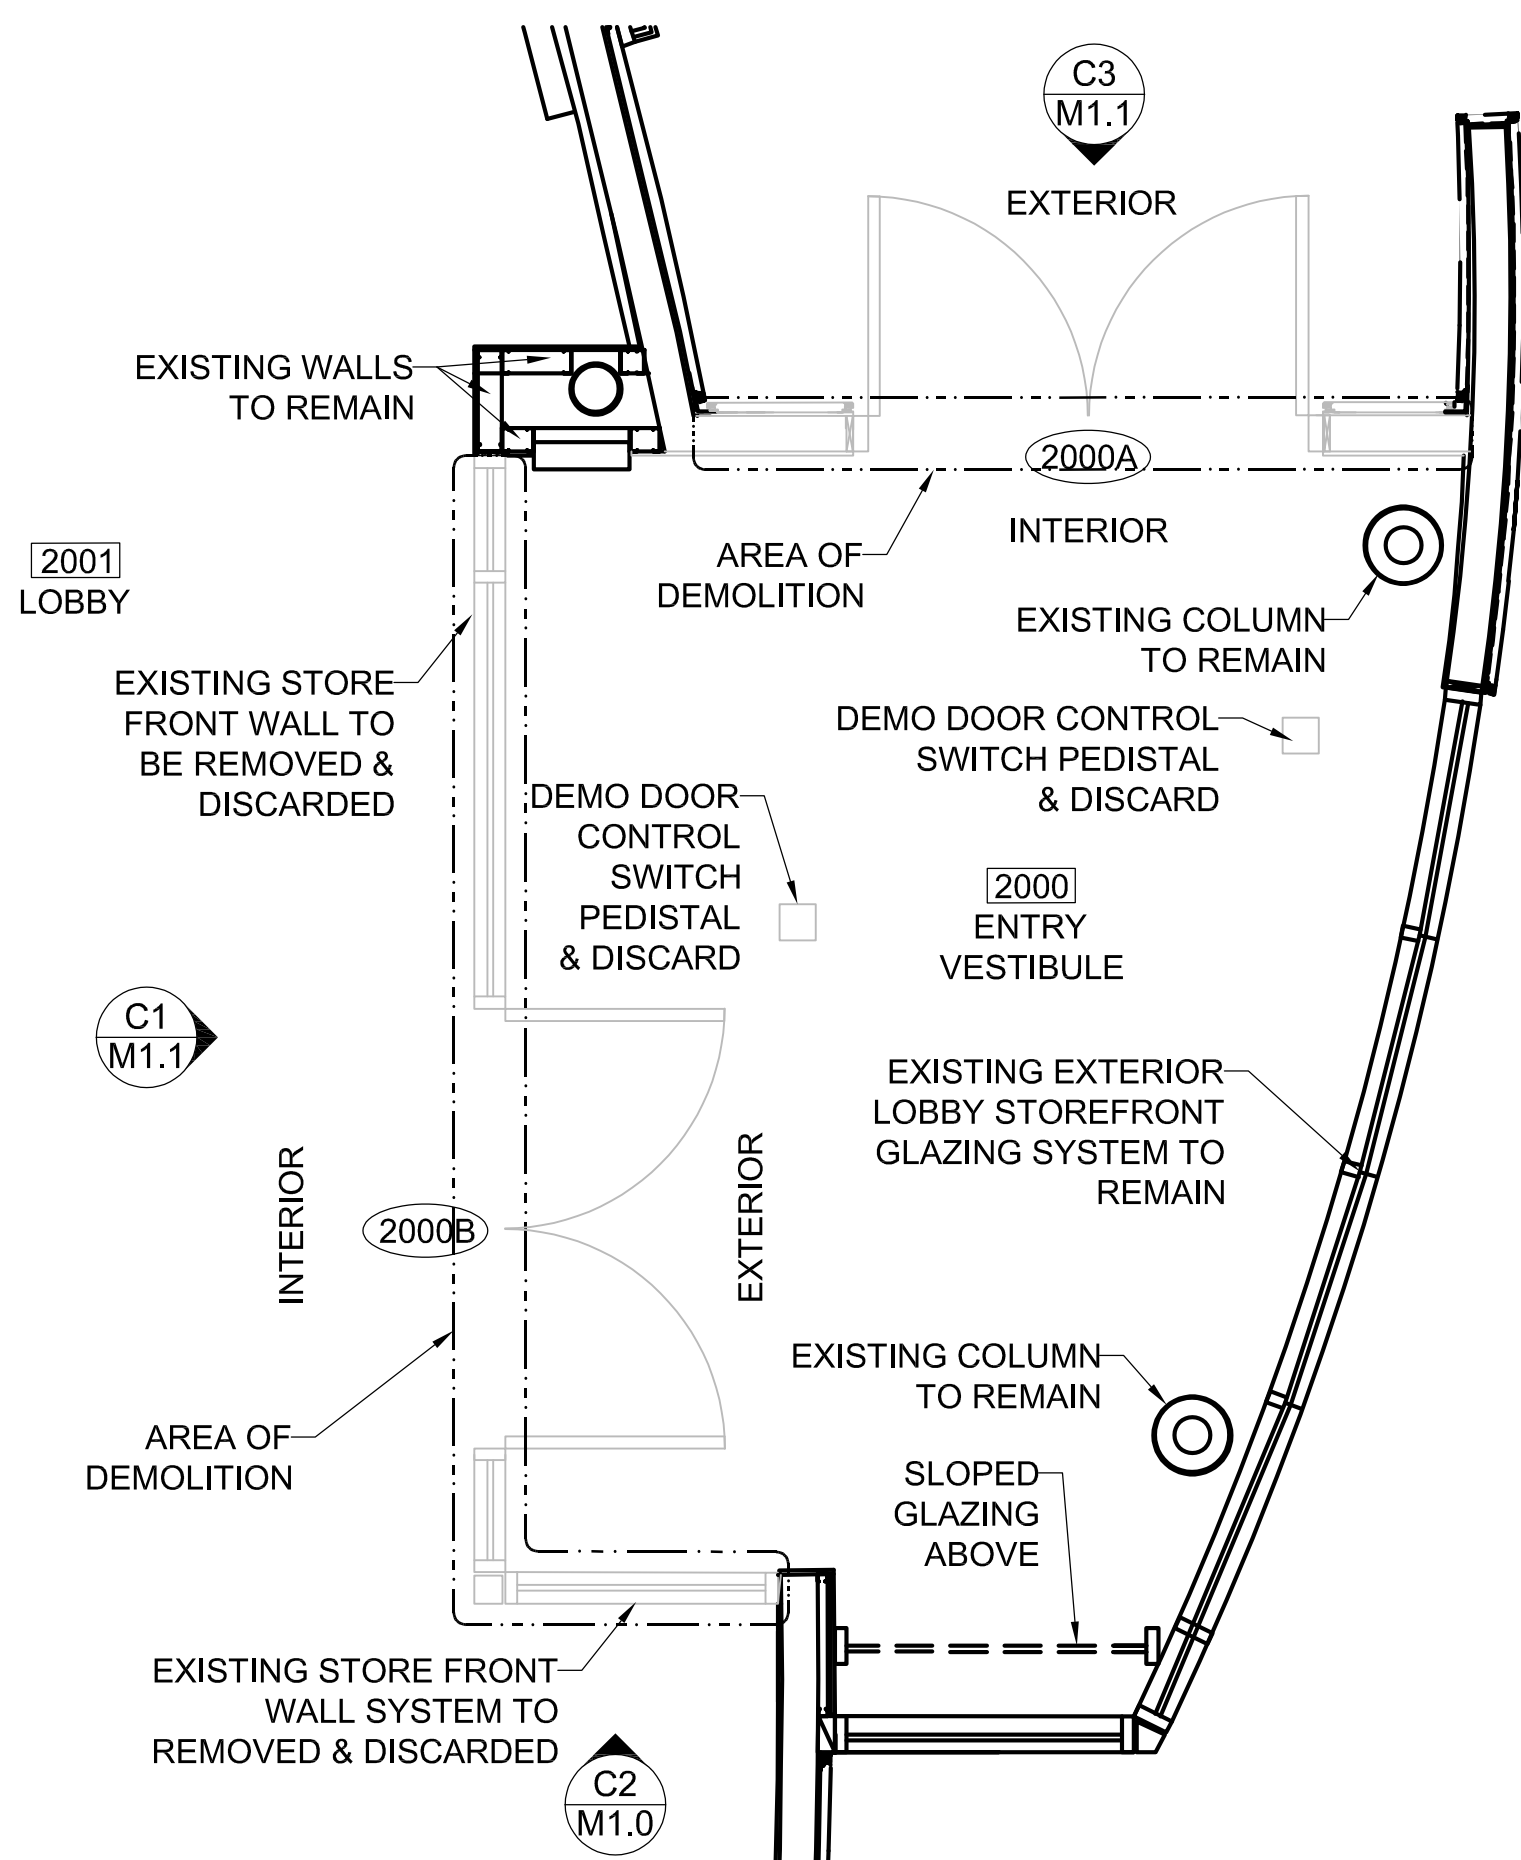 C3
M1.1
EXTERIOR
EXISTING WALLS
TO REMAIN
2000A
INTERIOR
AREA OF
DEMOLITION
2001
LOBBY
EXISTING COLUMN
TO REMAIN
EXISTING STORE
FRONT WALL TO
BE REMOVED &
DISCARDED
DEMO DOOR CONTROL
SWITCH PEDISTAL
& DISCARD
DEMO DOOR
CONTROL
SWITCH
PEDISTAL
& DISCARD
2000
ENTRY
VESTIBULE
C1
M1.1
EXISTING EXTERIOR
LOBBY STOREFRONT
GLAZING SYSTEM TO
REMAIN
INTERIOR
2000B
EXTERIOR
EXISTING COLUMN
TO REMAIN
AREA OF
DEMOLITION
SLOPED
GLAZING
ABOVE
EXISTING STORE FRONT
WALL SYSTEM TO
REMOVED & DISCARDED
C2
M1.0